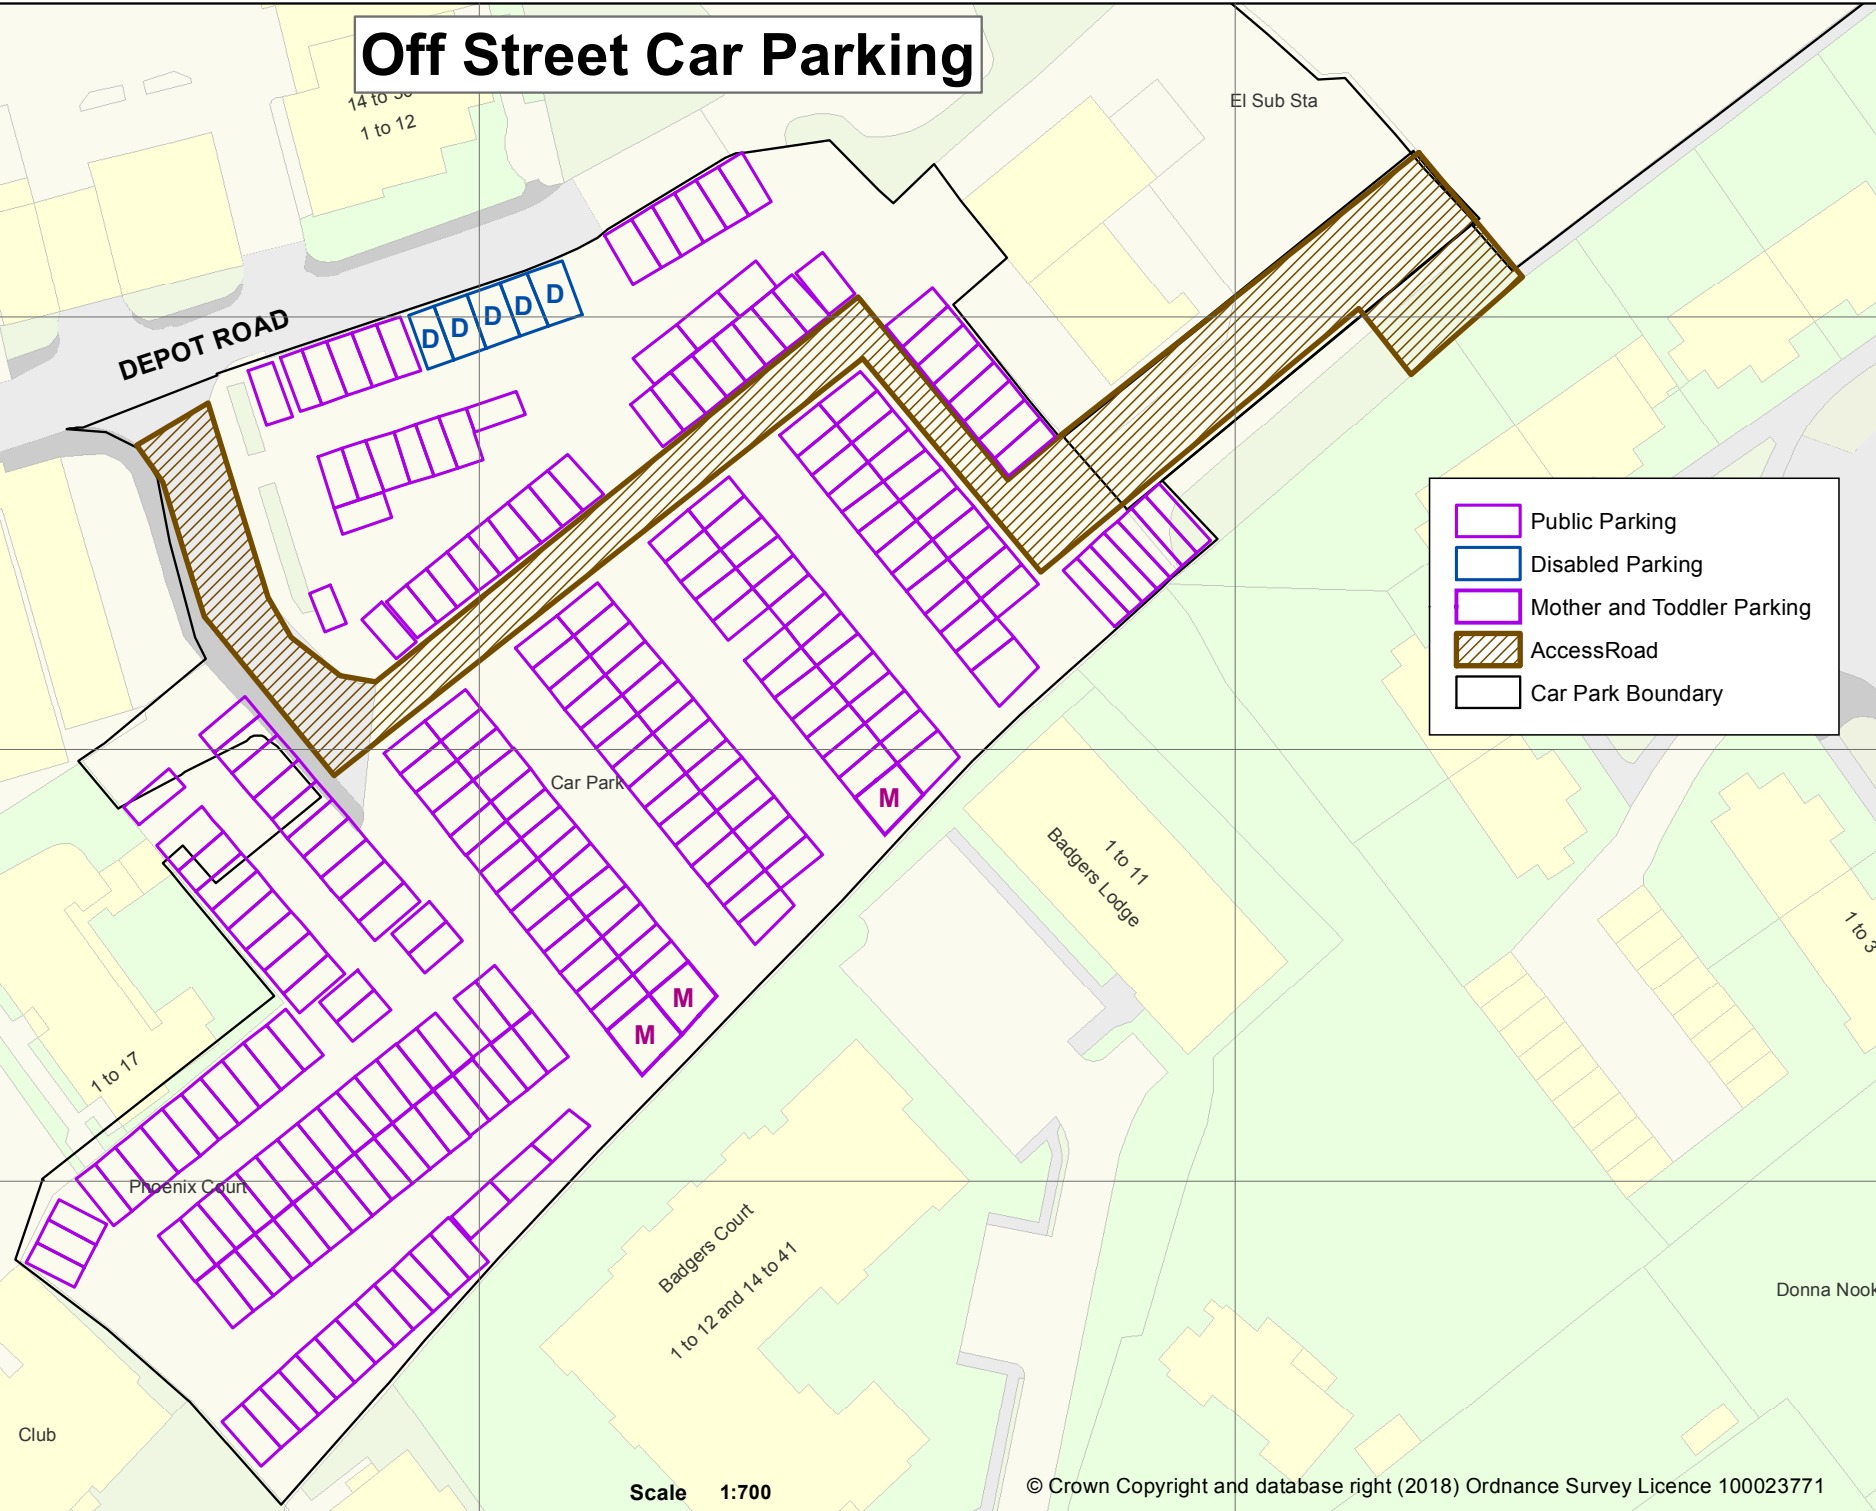 Off Street Car Parking
14 to
1 to 12
El Sub Sta
DEPOT ROAD
D
D
D
D
D
Public Parking
Disabled Parking
Mother and Toddler Parking
AccessRoad
Car Park Boundary
Car Park
M
M
M
1 to 11
Badgers Lodge
1 to 3
1 to 17
Phoenix Court
Badgers Court
1 to 12 and 14 to 41
Donna Nook
Club
Scale 1:700
© Crown Copyright and database right (2018) Ordnance Survey Licence 100023771